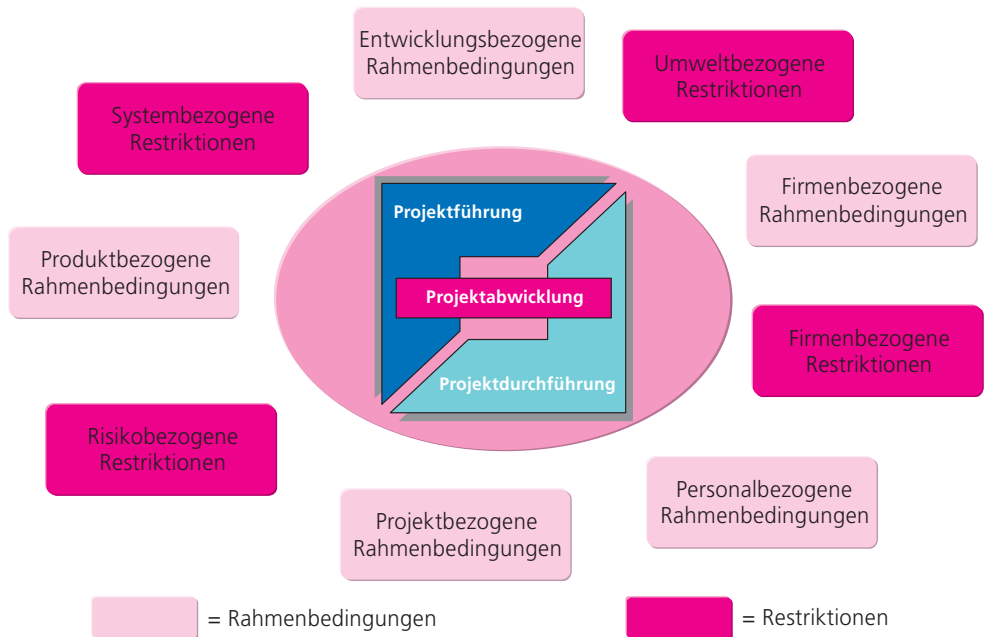 Entwicklungsbezogene
Rahmenbedingungen
Umweltbezogene
Restriktionen
Systembezogene
Restriktionen
Firmenbezogene
Rahmenbedingungen
Projektführung
Produktbezogene
Rahmenbedingungen
Projektabwicklung
Firmenbezogene
Restriktionen
Projektdurchführung
Risikobezogene
Restriktionen
Personalbezogene
Rahmenbedingungen
Projektbezogene
Rahmenbedingungen
= Rahmenbedingungen
= Restriktionen